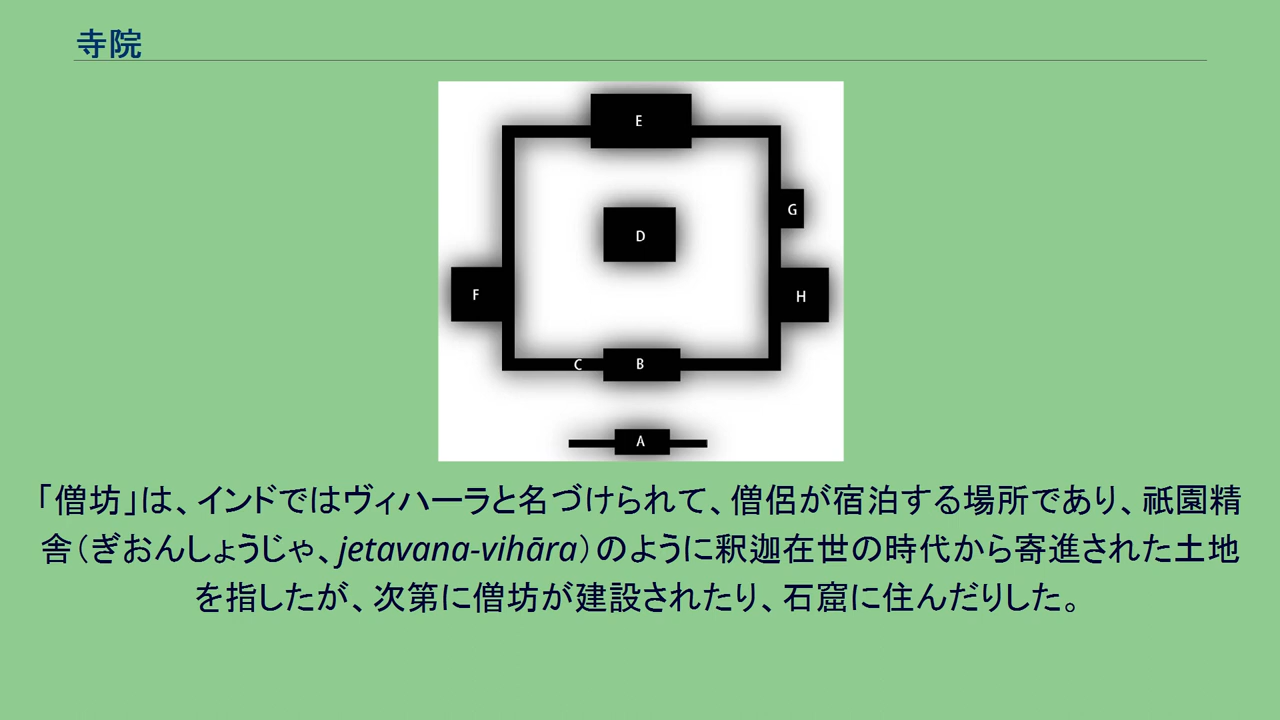 寺院
E
G
D
F
H
C
B
A
「僧坊」は、インドではヴィハーラと名づけられて、僧侶が宿泊する場所であり、祇園精
舎（ぎおんしょうじゃ、jetavana-vihāra）のように釈迦在世の時代から寄進された土地
を指したが、次第に僧坊が建設されたり、石窟に住んだりした。